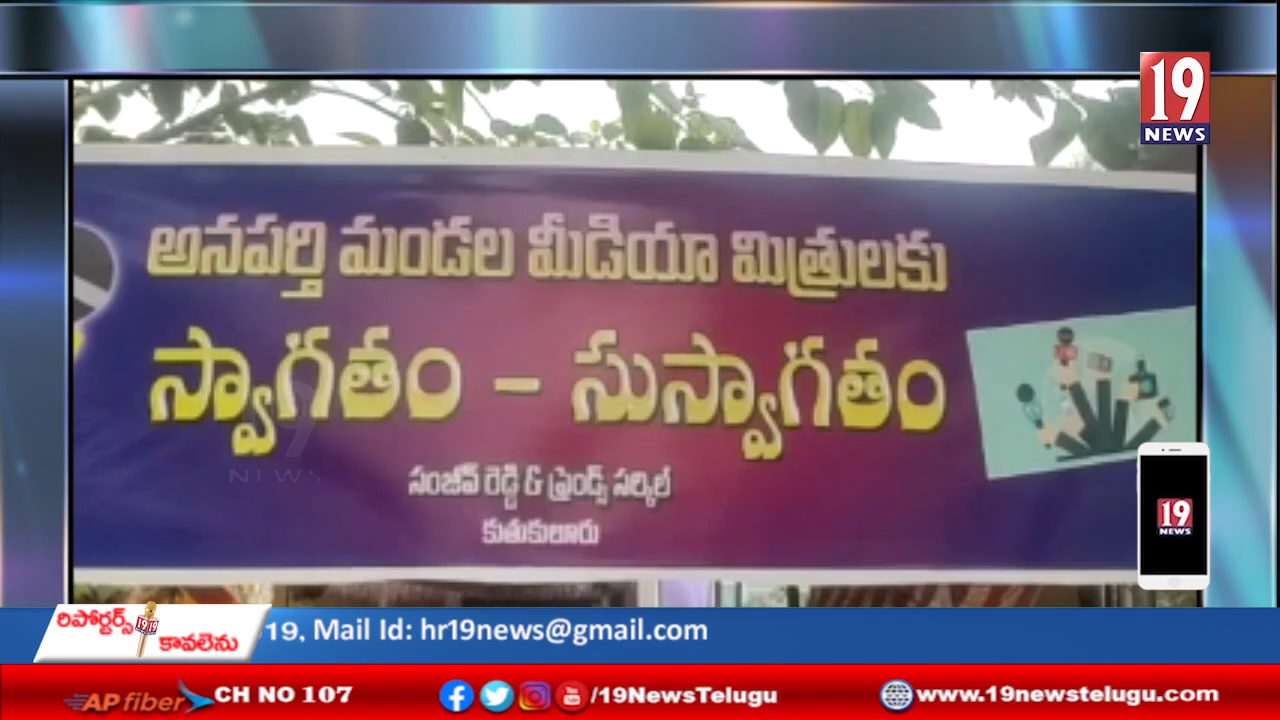 19
NEWS
అనపర్తి మండల మీడియా మిత్రులకు
స్వాగతం – సుస్వాగతం
సంజీవ్ రెడ్డి & ఫ్రెండ్స్ సర్కిల్
కుతుకులూరు
19
NEWS
NEWS
రిపోర్టర్స్
కావలెను
19, Mail Id: hr19news@gmail.com
AP fiber CH NO 107 /19NewsTelugu www.19newstelugu.com